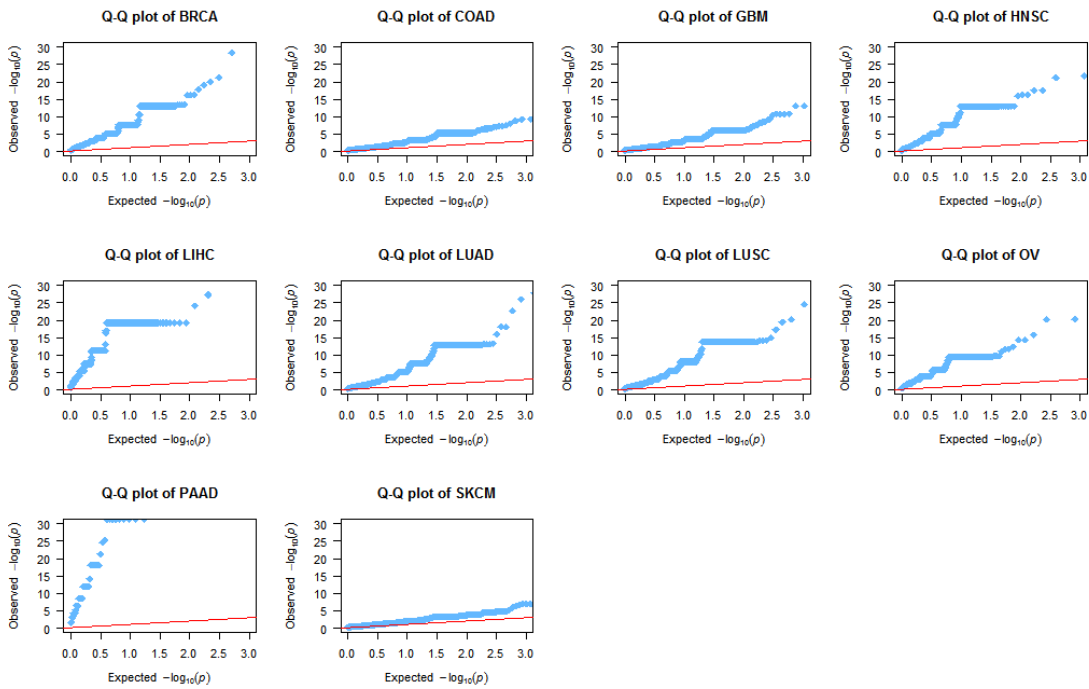 Q-Q plot of BRCA
Q-Q plot of COAD
Q-Q plot of GBM
Q-Q plot of HNSC
Observed −log10(p)
30
25
20
15
10
5
0
0.0 0.5 1.0 1.5 2.0 2.5 3.0
Expected −log10(p)
Observed −log10(p)
30
25
20
15
10
5
0
0.0 0.5 1.0 1.5 2.0 2.5 3.0
Expected −log10(p)
Observed −log10(p)
30
25
20
15
10
5
0
0.0 0.5 1.0 1.5 2.0 2.5 3.0
Expected −log10(p)
Observed −log10(p)
30
25
20
15
10
5
0
0.0 0.5 1.0 1.5 2.0 2.5 3.0
Expected −log10(p)
Q-Q plot of LIHC
Q-Q plot of LUAD
Q-Q plot of LUSC
Q-Q plot of OV
Observed −log10(p)
30
25
20
15
10
5
0
0.0 0.5 1.0 1.5 2.0 2.5 3.0
Expected −log10(p)
Observed −log10(p)
30
25
20
15
10
5
0
0.0 0.5 1.0 1.5 2.0 2.5 3.0
Expected −log10(p)
Observed −log10(p)
30
25
20
15
10
5
0
0.0 0.5 1.0 1.5 2.0 2.5 3.0
Expected −log10(p)
Observed −log10(p)
30
25
20
15
10
5
0
0.0 0.5 1.0 1.5 2.0 2.5 3.0
Expected −log10(p)
Q-Q plot of PAAD
Q-Q plot of SKCM
Observed −log10(p)
30
25
20
15
10
5
0
0.0 0.5 1.0 1.5 2.0 2.5 3.0
Expected −log10(p)
Observed −log10(p)
30
25
20
15
10
5
0
0.0 0.5 1.0 1.5 2.0 2.5 3.0
Expected −log10(p)